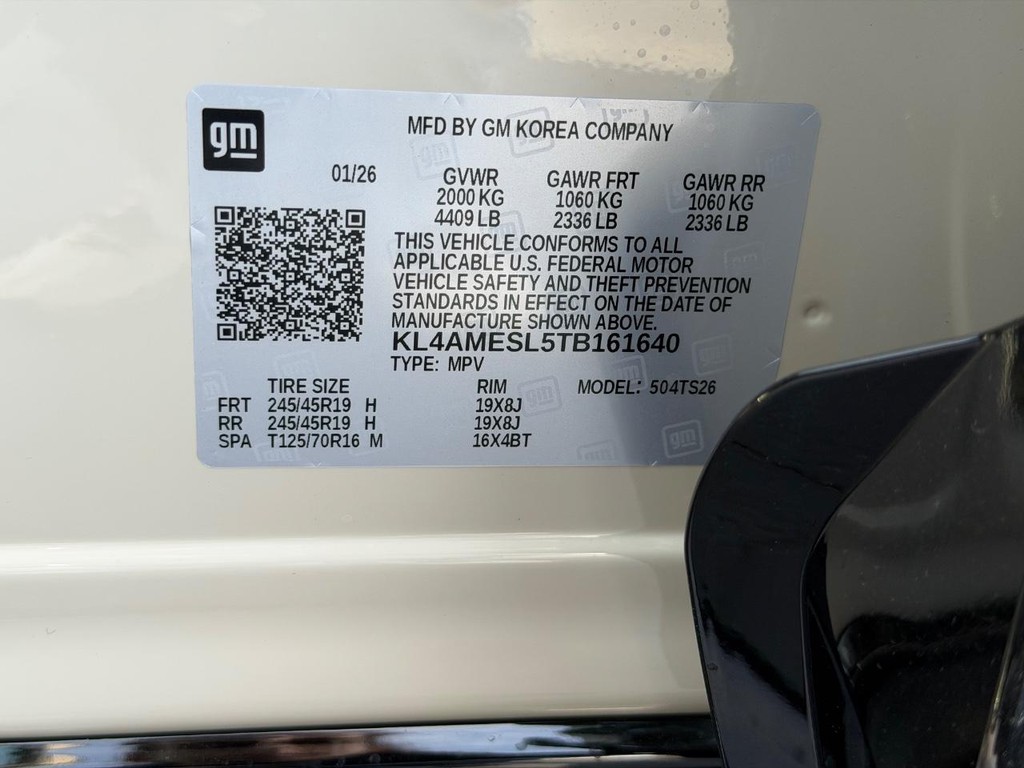 gm
MFD BY GM KOREA COMPANY
01/26 GVWR GAWR FRT GAWR RR
2000 KG 1060 KG 1060 KG
4409 LB 2336 LB 2336 LB
THIS VEHICLE CONFORMS TO ALL
APPLICABLE U.S. FEDERAL MOTOR
VEHICLE SAFETY AND THEFT PREVENTION
STANDARDS IN EFFECT ON THE DATE OF
MANUFACTURE SHOWN ABOVE.
KL4AMESL5TB161640
TYPE: MPV
TIRE SIZE RIM MODEL: 504TS26
FRT 245/45R19 H 19X8J
RR 245/45R19 H 19X8J
SPA T125/70R16 M 16X4BT